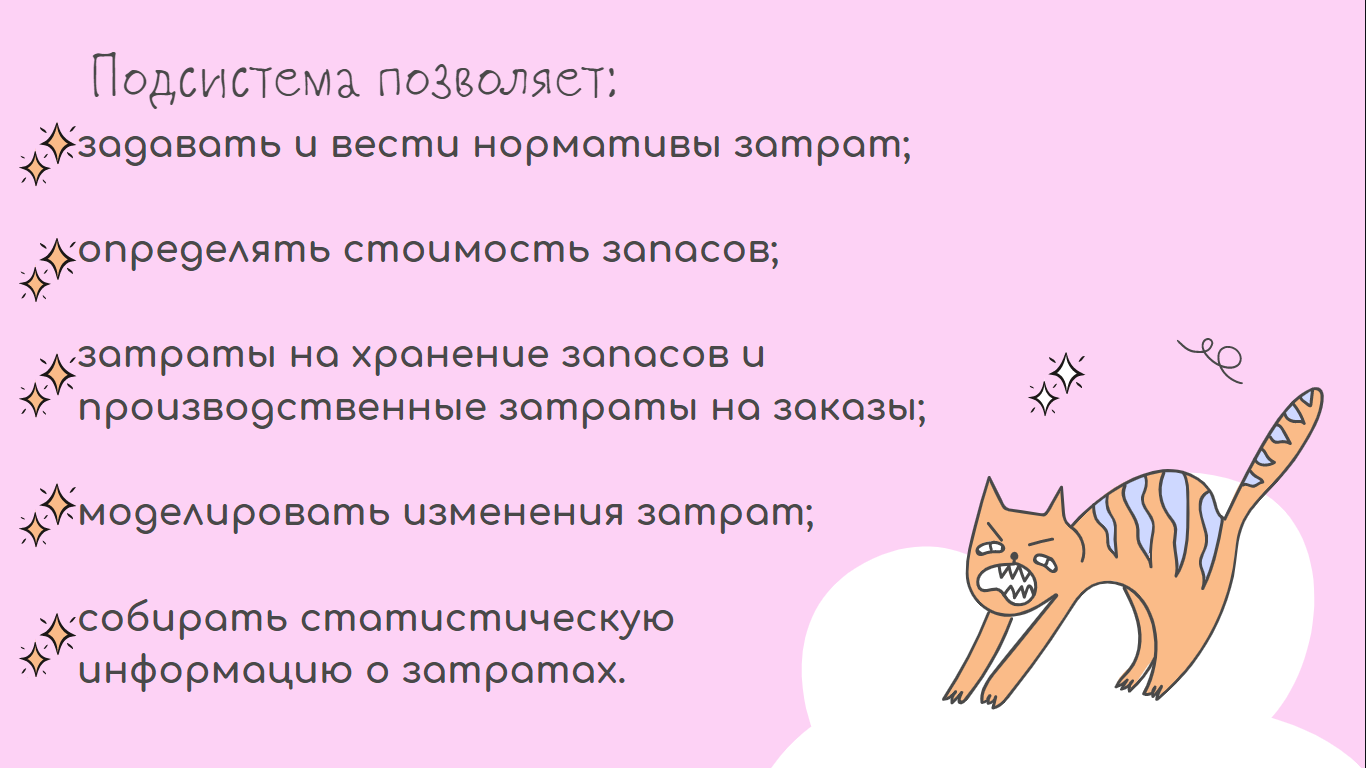 Подсистема позволяет:
задавать и вести нормативы затрат;
определять стоимость запасов;
затраты на хранение запасов и
производственные затраты на заказы;
моделировать изменения затрат;
собирать статистическую
информацию о затратах.